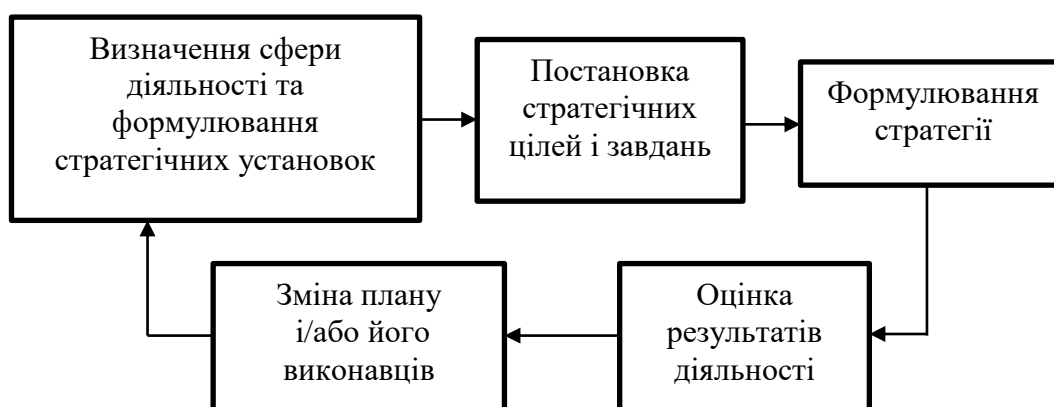 Визначення сфери
діяльності та
формулювання
стратегічних установок
Постановка
стратегічних
цілей і завдань
Формулювання
стратегії
Оцінка
результатів
діяльності
Зміна плану
і/або його
виконавців